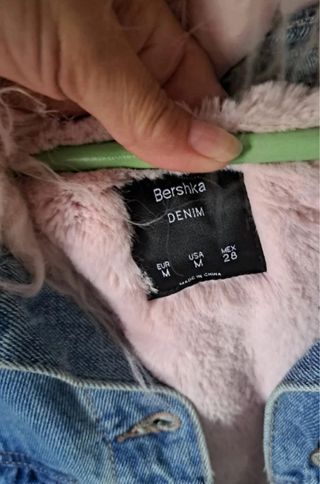 Bershka
DENIM
EUR USA MEX
M M 28
MADE IN CHINA